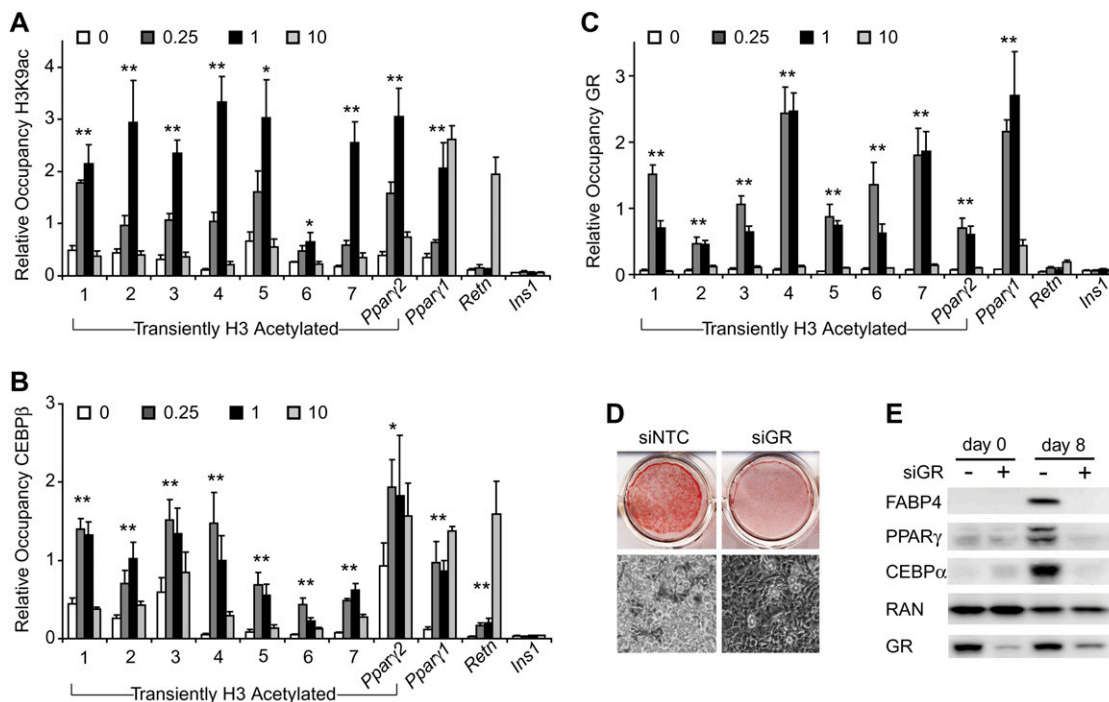 A
0 0.25 1 10
Relative Occupancy H3K9ac
4
3
2
1
0
** ** ** ** * * ** ** **
1 2 3 4 5 6 7 Pparγ2 Pparγ1 Retn Ins1
Transiently H3 Acetylated
B
0 0.25 1 10
Relative Occupancy CEBPβ
3
2
1
0
** ** ** ** ** ** ** * ** **
1 2 3 4 5 6 7 Pparγ2 Pparγ1 Retn Ins1
Transiently H3 Acetylated
C
0 0.25 1 10
Relative Occupancy GR
3
2
1
0
** ** ** ** ** ** ** ** **
1 2 3 4 5 6 7 Pparγ2 Pparγ1 Retn Ins1
Transiently H3 Acetylated
D
siNTC siGR
E
day 0 day 8
siGR - + - +
FABP4
PPARγ
CEBPα
RAN
GR